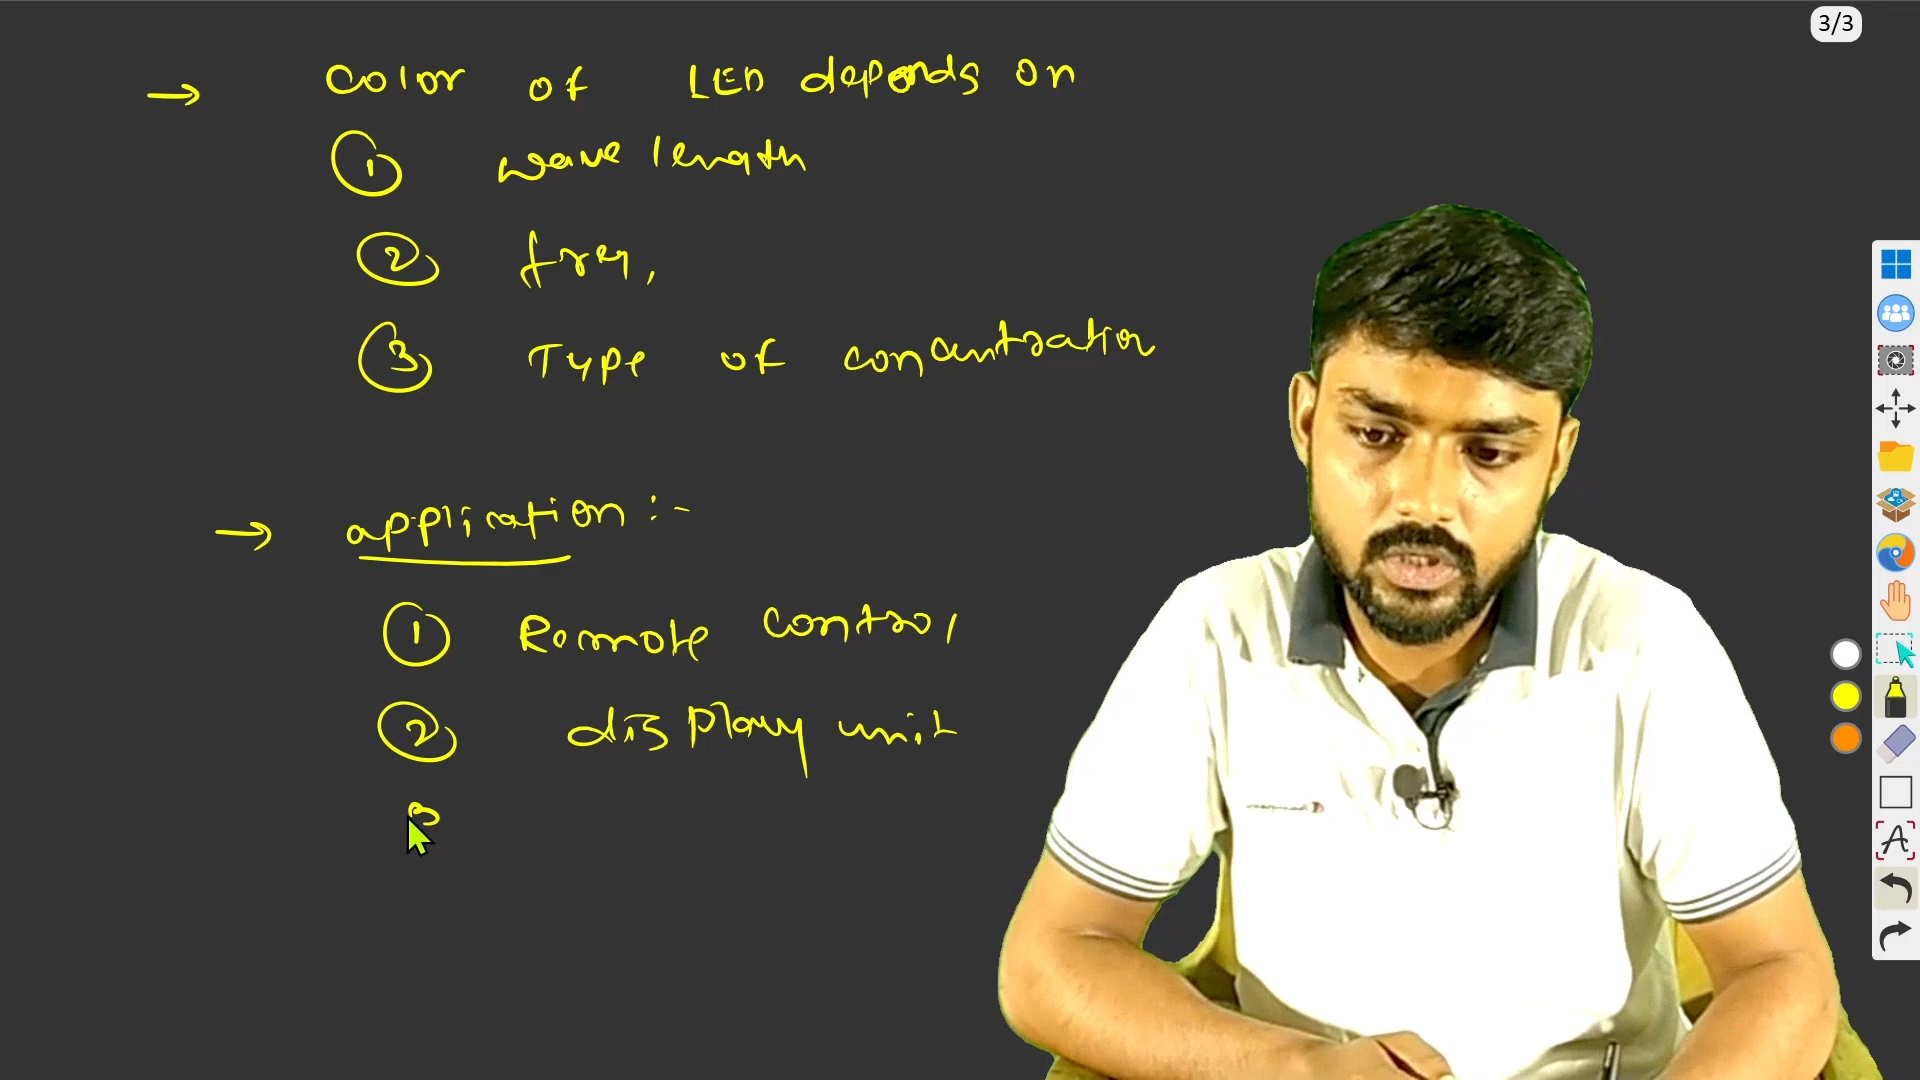 3/3
→ Color of LED depends on
① wave length
② freq,
③ Type of concentration
→ application :-
① Remote control
② display unit